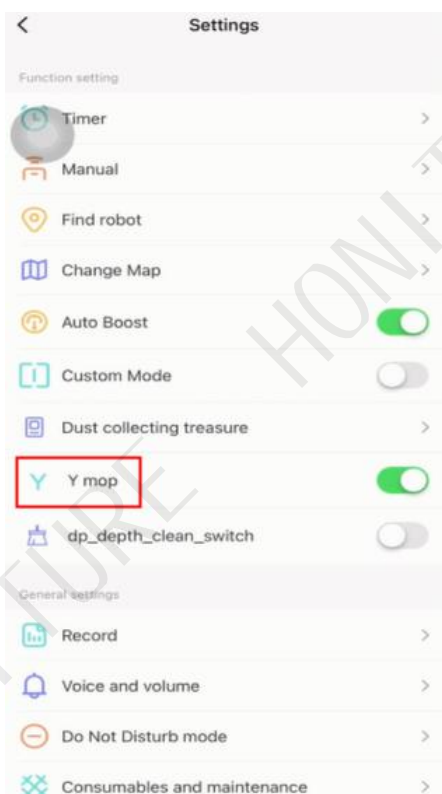 Settings
Function setting
Timer
Manual
Find robot
Change Map
Auto Boost
Custom Mode
Dust collecting treasure
Y mop
dp_depth_clean_switch
General settings
Record
Voice and volume
Do Not Disturb mode
Consumables and maintenance